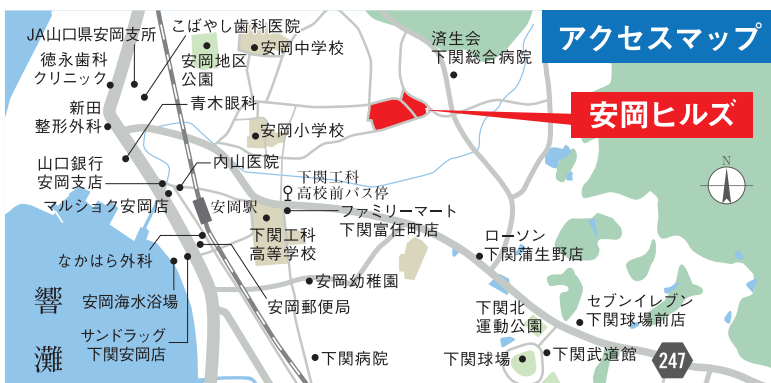 アクセスマップ
安岡ヒルズ
こばやし歯科医院
JA山口県安岡支所
徳永歯科
クリニック
安岡地区
公園
安岡中学校
済生会
下関総合病院
新田
整形外科
青木眼科
安岡小学校
山口銀行
安岡支店
内山医院
マルショク安岡店
下関工科
高校前バス停
安岡駅
ファミリーマート
下関富任町店
下関工科
高等学校
なかはら外科
安岡海水浴場
安岡郵便局
安岡幼稚園
ローソン
下関蒲生野店
サンドラッグ
下関安岡店
下関病院
下関北
運動公園
セブンイレブン
下関球場前店
下関球場
下関武道館
247
響灘
N